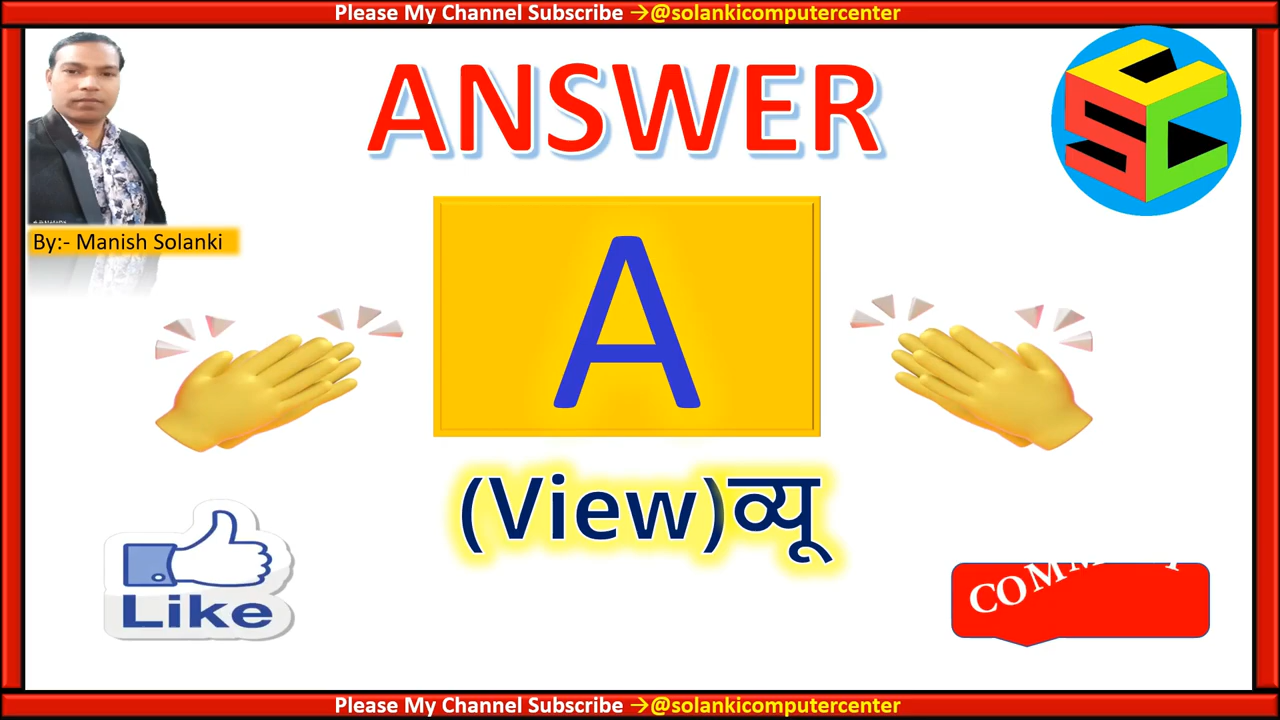 Please My Channel Subscribe →@solankicomputercenter
ANSWER
By:- Manish Solanki
A
(View)व्यू
Like
Please My Channel Subscribe →@solankicomputercenter